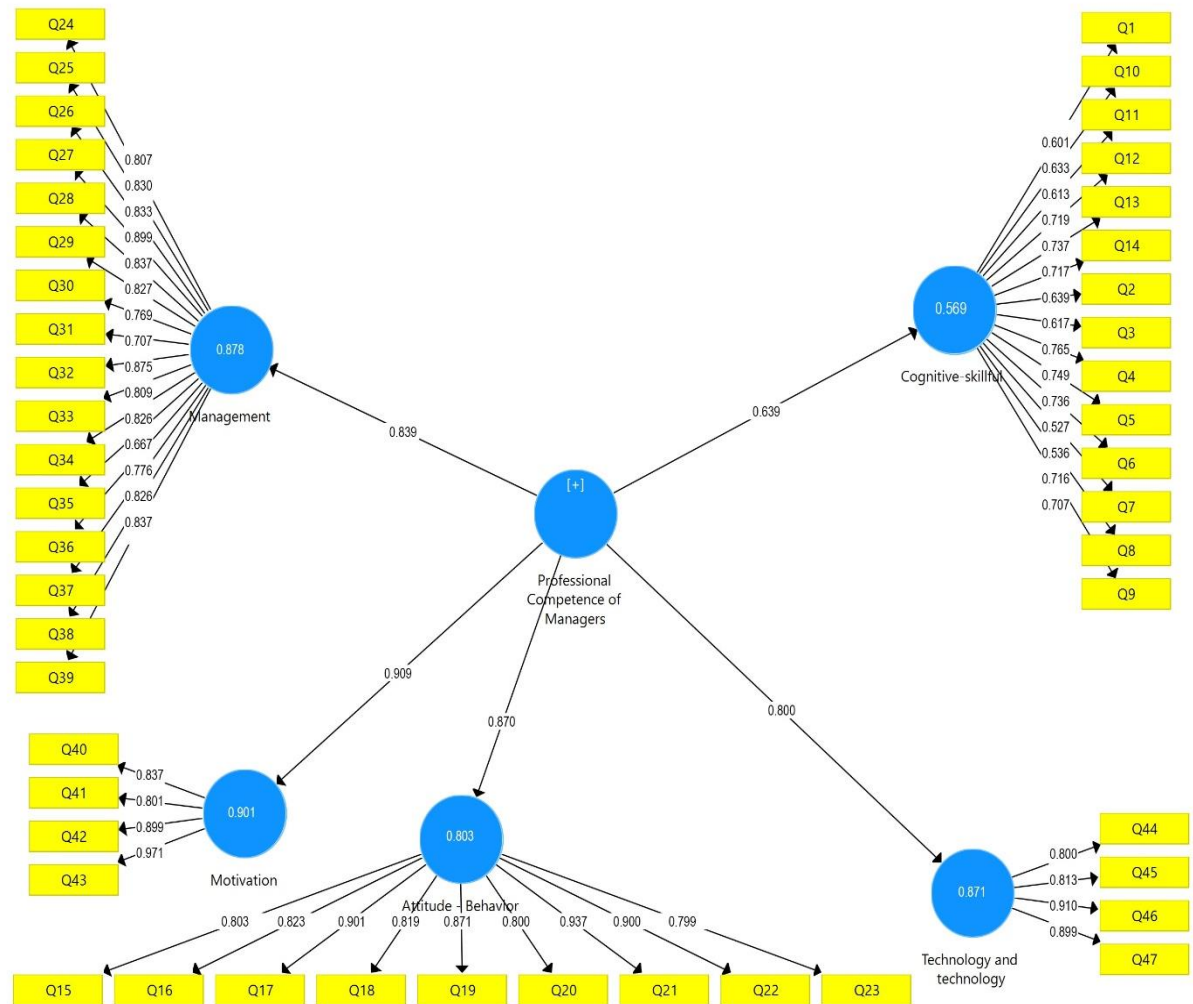 Q24
Q25
Q26
Q27
Q28
Q29
Q30
Q31
Q32
Q33
Q34
Q35
Q36
Q37
Q38
Q39
0.807
0.830
0.833
0.899
0.837
0.827
0.769
0.707
0.875
0.809
0.826
0.667
0.776
0.826
0.837
0.878
Management
0.839
Q1
Q10
Q11
Q12
Q13
Q14
Q2
Q3
Q4
Q5
Q6
Q7
Q8
Q9
0.601
0.633
0.613
0.719
0.737
0.717
0.639
0.617
0.765
0.749
0.736
0.527
0.536
0.716
0.707
0.569
Cognitive-skillful
0.639
[+]
Professional
Competence of
Managers
0.909
0.870
0.800
Q40
Q41
Q42
Q43
0.837
0.801
0.899
0.971
0.901
Motivation
0.803
Attitude - Behavior
0.803
0.823
0.901
0.819
0.871
0.800
0.937
0.900
0.799
Q15
Q16
Q17
Q18
Q19
Q20
Q21
Q22
Q23
0.871
Technology and
technology
0.800
0.813
0.910
0.899
Q44
Q45
Q46
Q47